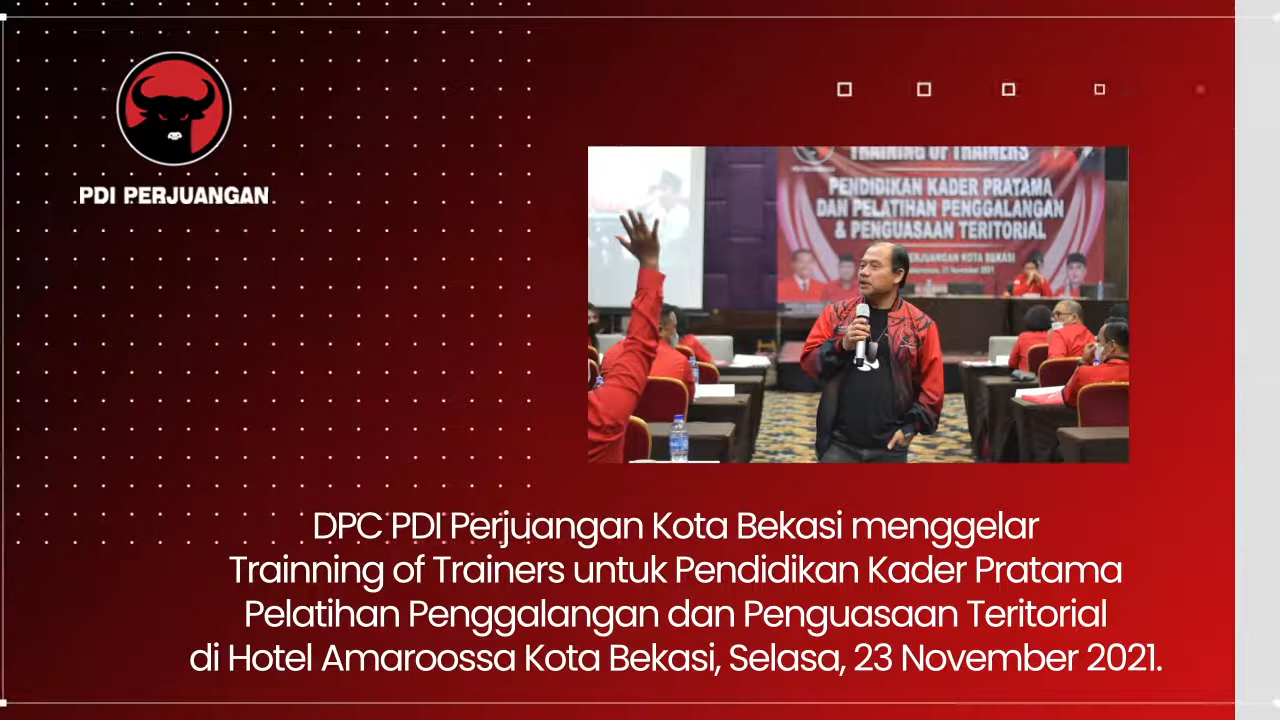 PDI PERJUANGAN
TRAINING OF TRAINERS
PENDIDIKAN KADER PRATAMA
DAN PELATIHAN PENGGALANGAN
& PENGUASAAN TERITORIAL
PERJUANGAN KOTA BEKASI
November 2021
DPC PDI Perjuangan Kota Bekasi menggelar
Trainning of Trainers untuk Pendidikan Kader Pratama
Pelatihan Penggalangan dan Penguasaan Teritorial
di Hotel Amaroossa Kota Bekasi, Selasa, 23 November 2021.